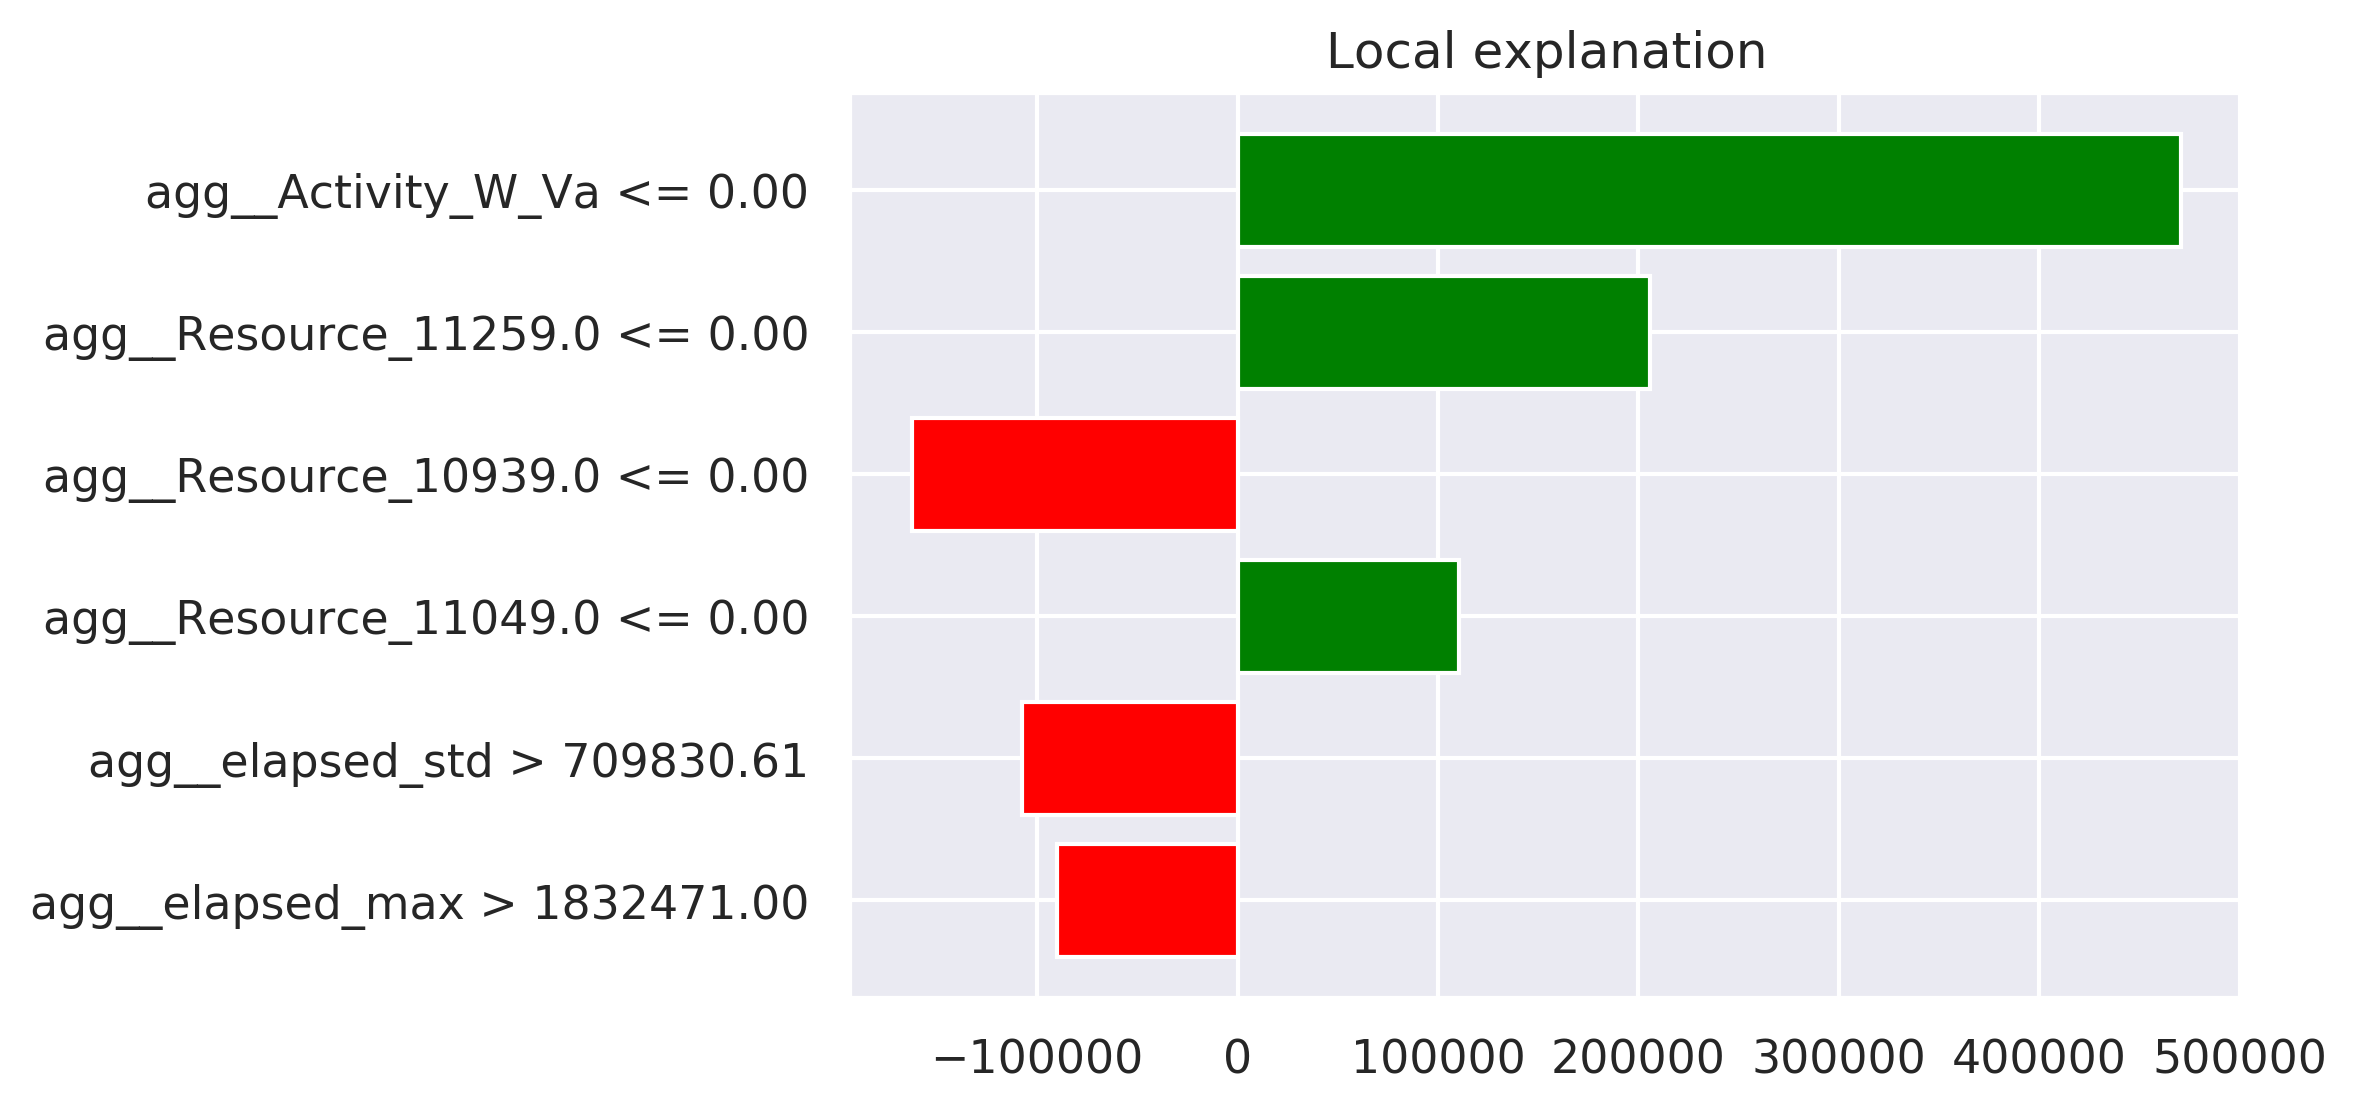 Local explanation
agg__Activity_W_Va <= 0.00
agg__Resource_11259.0 <= 0.00
agg__Resource_10939.0 <= 0.00
agg__Resource_11049.0 <= 0.00
agg__elapsed_std > 709830.61
agg__elapsed_max > 1832471.00
−100000 0 100000 200000 300000 400000 500000